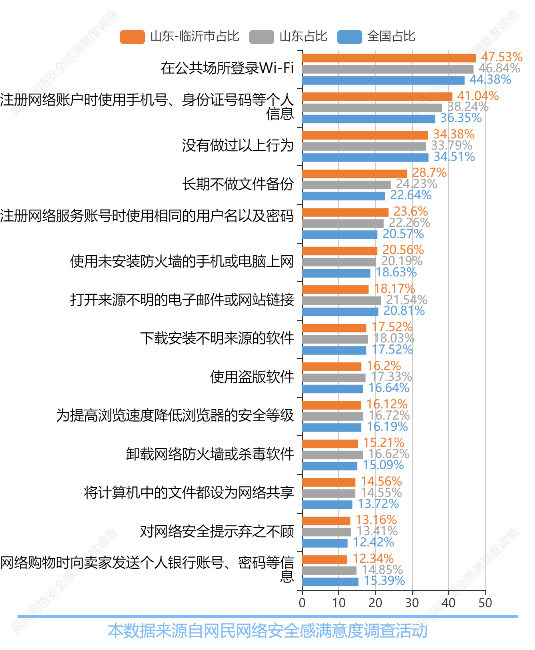 山东-临沂市占比 山东占比 全国占比
在公共场所登录Wi-Fi
47.53%
46.84%
44.38%
注册网络账户时使用手机号、身份证号码等个人
信息
41.04%
38.24%
36.35%
没有做过以上行为
34.38%
33.79%
34.51%
长期不做文件备份
28.7%
24.23%
22.64%
注册网络服务账号时使用相同的用户名以及密码
23.6%
22.26%
20.57%
使用未安装防火墙的手机或电脑上网
20.56%
20.19%
18.63%
打开来源不明的电子邮件或网站链接
18.17%
21.54%
20.81%
下载安装不明来源的软件
17.52%
18.03%
17.52%
使用盗版软件
16.2%
17.33%
16.64%
为提高浏览速度降低浏览器的安全等级
16.12%
16.72%
16.19%
卸载网络防火墙或杀毒软件
15.21%
16.62%
15.09%
将计算机中的文件都设为网络共享
14.56%
14.55%
13.72%
对网络安全提示弃之不顾
13.16%
13.41%
12.42%
网络购物时向卖家发送个人银行账号、密码等信
息
12.34%
14.85%
15.39%
0 10 20 30 40 50
本数据来源自网民网络安全感满意度调查活动